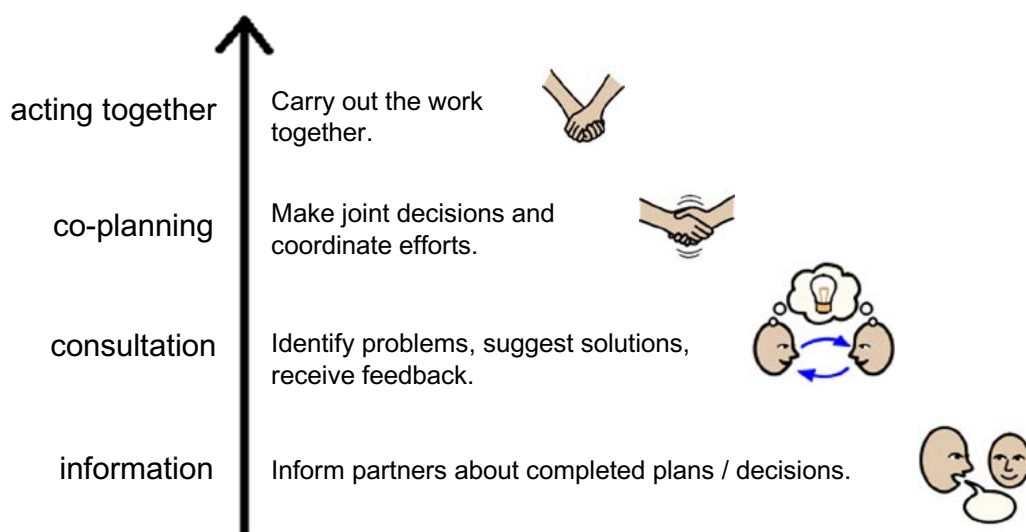 acting together
Carry out the work
together.
co-planning
Make joint decisions and
coordinate efforts.
consultation
Identify problems, suggest solutions,
receive feedback.
information
Inform partners about completed plans / decisions.